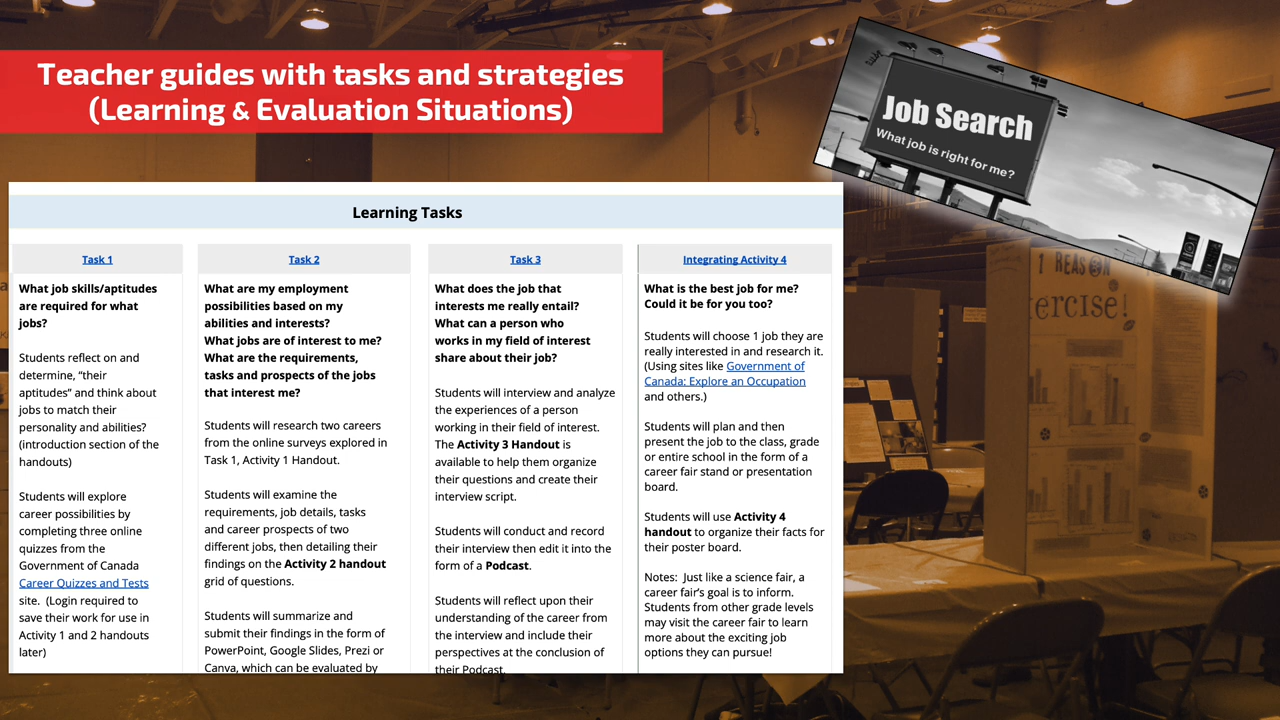 Teacher guides with tasks and strategies
(Learning & Evaluation Situations)
Job Search
What job is right for me?
Learning Tasks
Task 1
What job skills/aptitudes
are required for what
jobs?
Students reflect on and
determine, “their
aptitudes” and think about
jobs to match their
personality and abilities?
(introduction section of the
handouts)
Students will explore
career possibilities by
completing three online
quizzes from the
Government of Canada
Career Quizzes and Tests
site.  (Login required to
save their work for use in
Activity 1 and 2 handouts
later)
Task 2
What are my employment
possibilities based on my
abilities and interests?
What jobs are of interest to me?
What are the requirements,
tasks and prospects of the jobs
that interest me?
Students will research two careers
from the online surveys explored in
Task 1, Activity 1 Handout.
Students will examine the
requirements, job details, tasks
and career prospects of two
different jobs, then detailing their
findings on the Activity 2 handout
grid of questions.
Students will summarize and
submit their findings in the form of
PowerPoint, Google Slides, Prezi or
Canva, which can be evaluated by
Task 3
What does the job that
interests me really entail?
What can a person who
works in my field of interest
share about their job?
Students will interview and analyze
the experiences of a person
working in their field of interest.
The Activity 3 Handout is
available to help them organize
their questions and create their
interview script.
Students will conduct and record
their interview then edit it into the
form of a Podcast.
Students will reflect upon their
understanding of the career from
the interview and include their
perspectives at the conclusion of
their Podcast.
Integrating Activity 4
What is the best job for me?
Could it be for you too?
Students will choose 1 job they are
really interested in and research it.
(Using sites like Government of
Canada: Explore an Occupation
and others.)
Students will plan and then
present the job to the class, grade
or entire school in the form of a
career fair stand or presentation
board.
Students will use Activity 4
handout to organize their facts for
their poster board.
Notes:  Just like a science fair, a
career fair’s goal is to inform.
Students from other grade levels
may visit the career fair to learn
more about the exciting job
options they can pursue!
1 REASON
ercise!